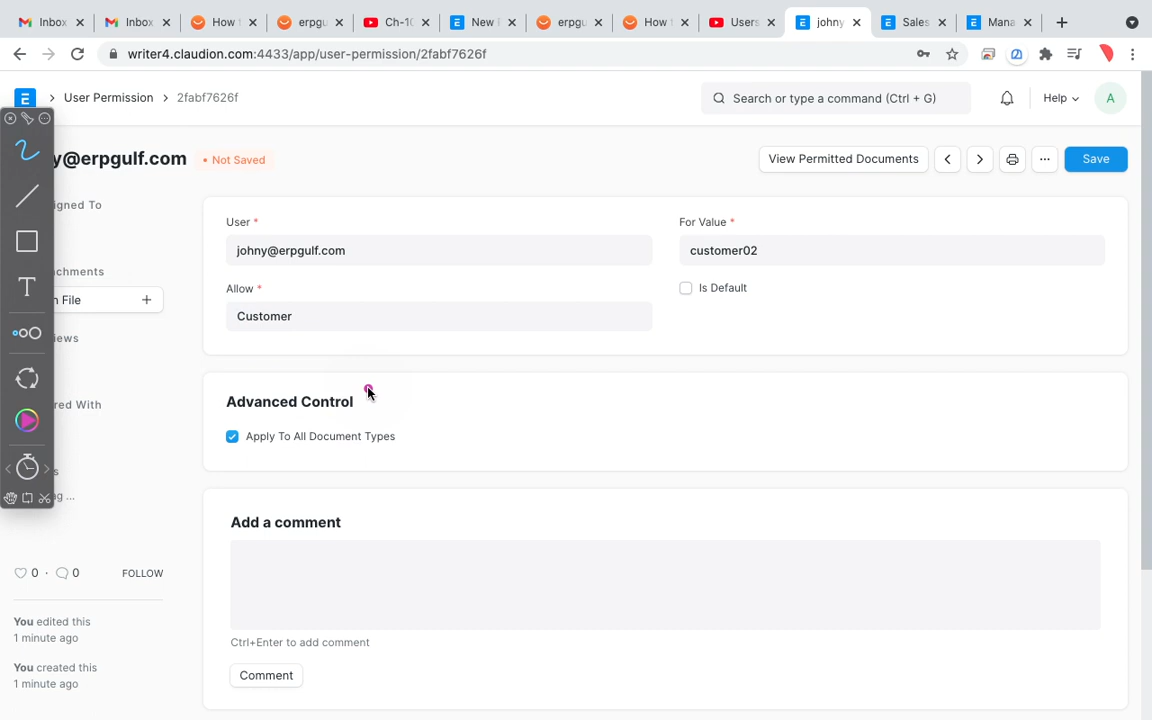 Inbox
Inbox
How t
erpgu
Ch-10
New F
erpgu
How t
Users
johny
Sales
Mana
writer4.claudion.com:4433/app/user-permission/2fabf7626f
E
User Permission
2fabf7626f
Search or type a command (Ctrl + G)
Help
A
y@erpgulf.com
• Not Saved
View Permitted Documents
...
Save
igned To
User *
For Value *
johny@erpgulf.com
customer02
chments
Allow *
Is Default
n File +
Customer
T
iews
red With
Advanced Control
Apply To All Document Types
s
ng ...
Add a comment
0 · 0 FOLLOW
You edited this
1 minute ago
Ctrl+Enter to add comment
You created this
1 minute ago
Comment